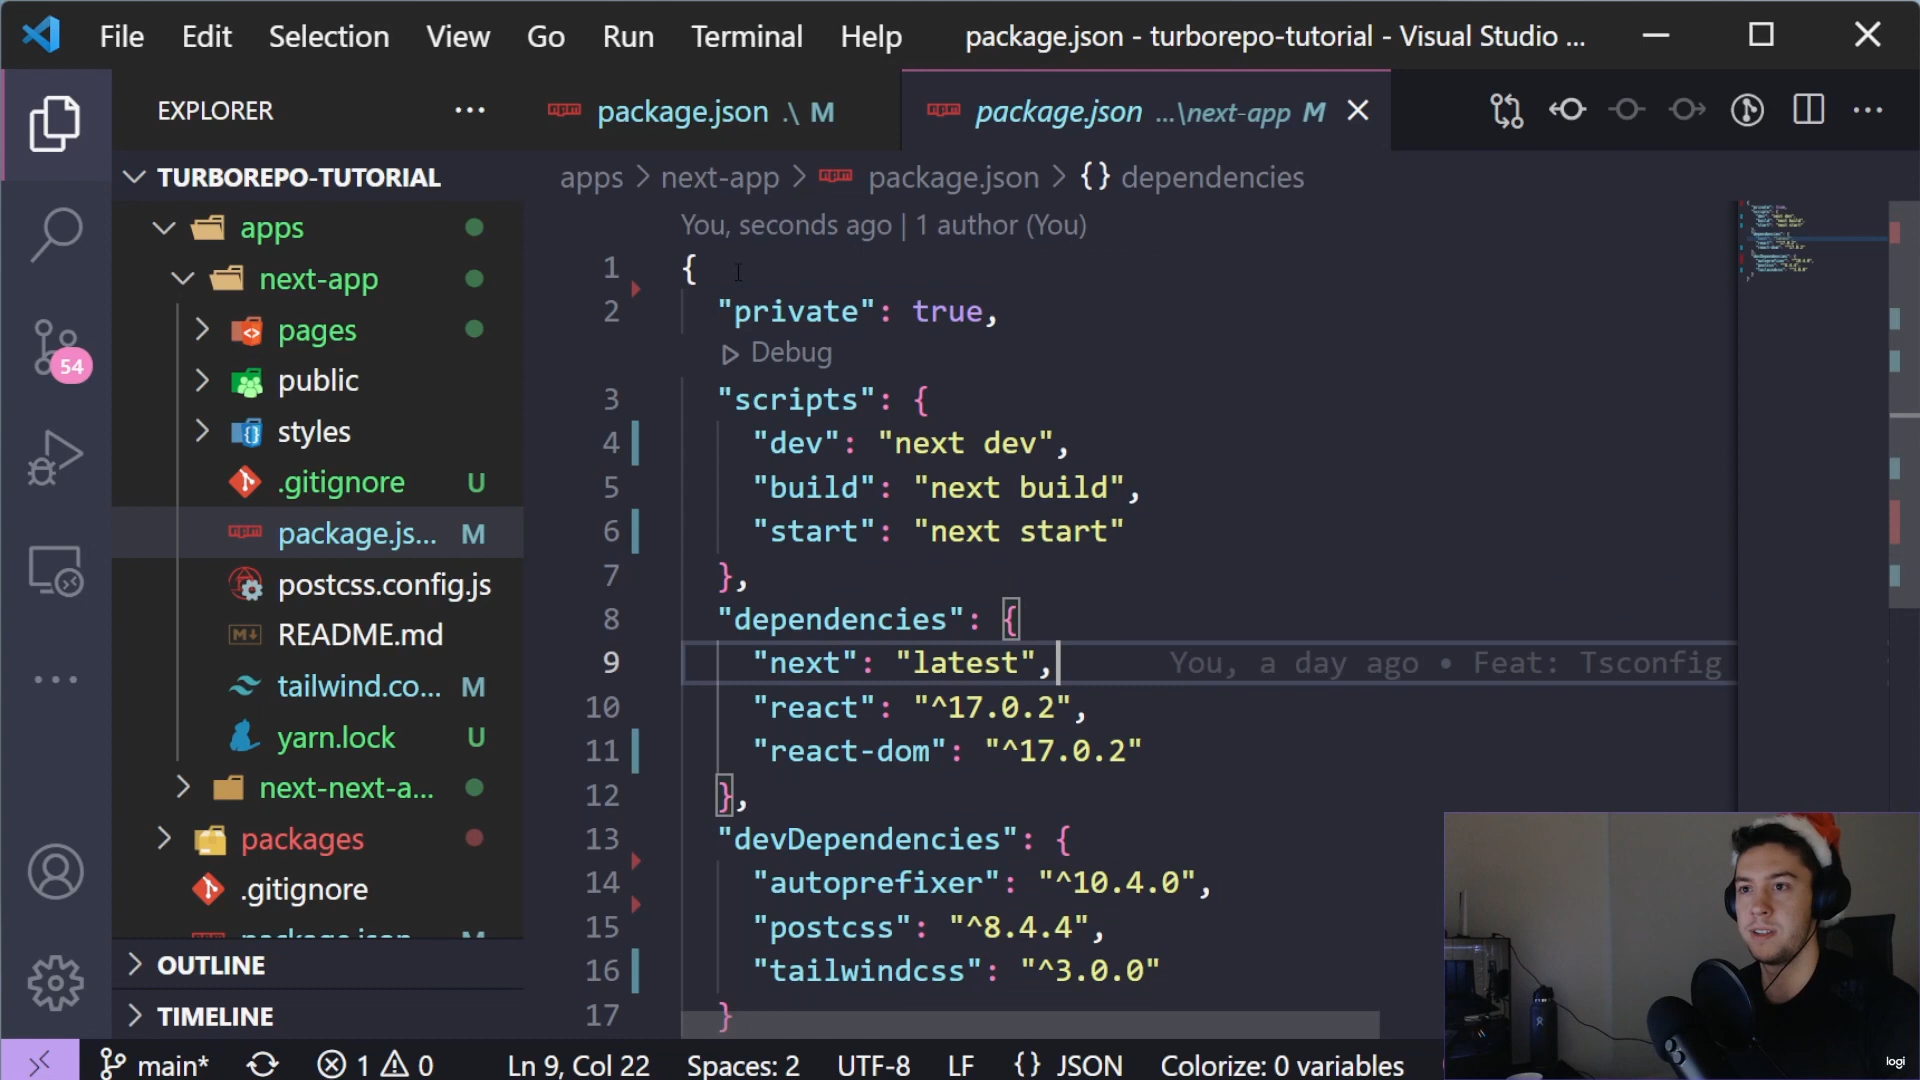 File Edit Selection View Go Run Terminal Help package.json - turborepo-tutorial - Visual Studio ...
EXPLORER
package.json .\ M
package.json ...\next-app M
TURBOREPO-TUTORIAL
apps
next-app
pages
public
styles
.gitignore U
package.js... M
postcss.config.js
README.md
tailwind.co... M
yarn.lock U
next-next-a...
packages
.gitignore
package.json M
OUTLINE
TIMELINE
54
apps > next-app > package.json > {} dependencies
You, seconds ago | 1 author (You)
1 {
2 "private": true,
Debug
3 "scripts": {
4 "dev": "next dev",
5 "build": "next build",
6 "start": "next start"
7 },
8 "dependencies": {
9 "next": "latest", You, a day ago • Feat: Tsconfig
10 "react": "^17.0.2",
11 "react-dom": "^17.0.2"
12 },
13 "devDependencies": {
14 "autoprefixer": "^10.4.0",
15 "postcss": "^8.4.4",
16 "tailwindcss": "^3.0.0"
17 }
main* 1 0 Ln 9, Col 22 Spaces: 2 UTF-8 LF {} JSON Colorize: 0 variables
logi